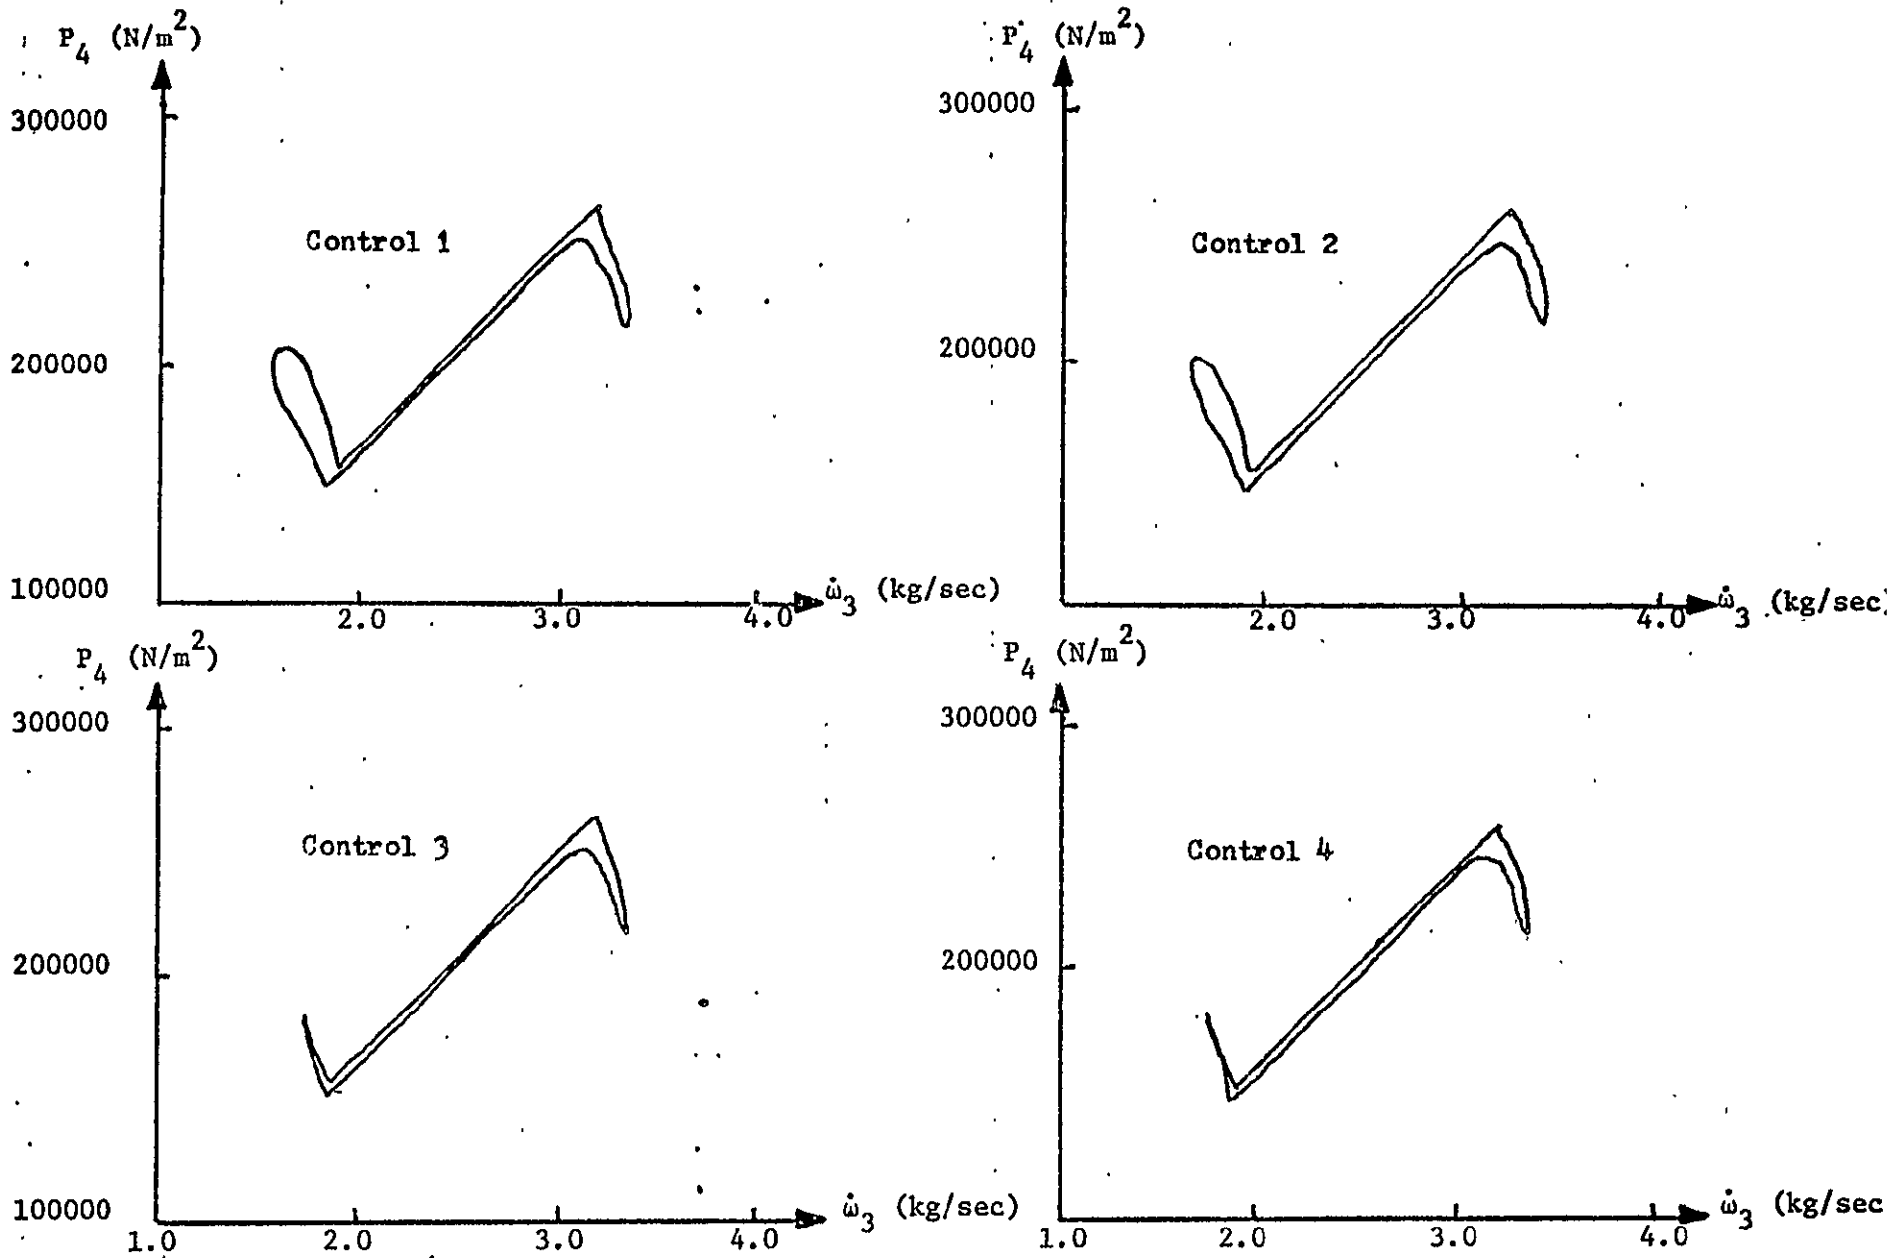 P₄ (N/m²)
300000
Control 1
200000
100000
2.0 3.0 4.0
ω̇₃ (kg/sec)
P₄ (N/m²)
300000
Control 2
200000
2.0 3.0 4.0
ω̇₃ (kg/sec)
P₄ (N/m²)
300000
Control 3
200000
100000
1.0 2.0 3.0 4.0
ω̇₃ (kg/sec)
P₄ (N/m²)
300000
Control 4
200000
1.0 2.0 3.0 4.0
ω̇₃ (kg/sec